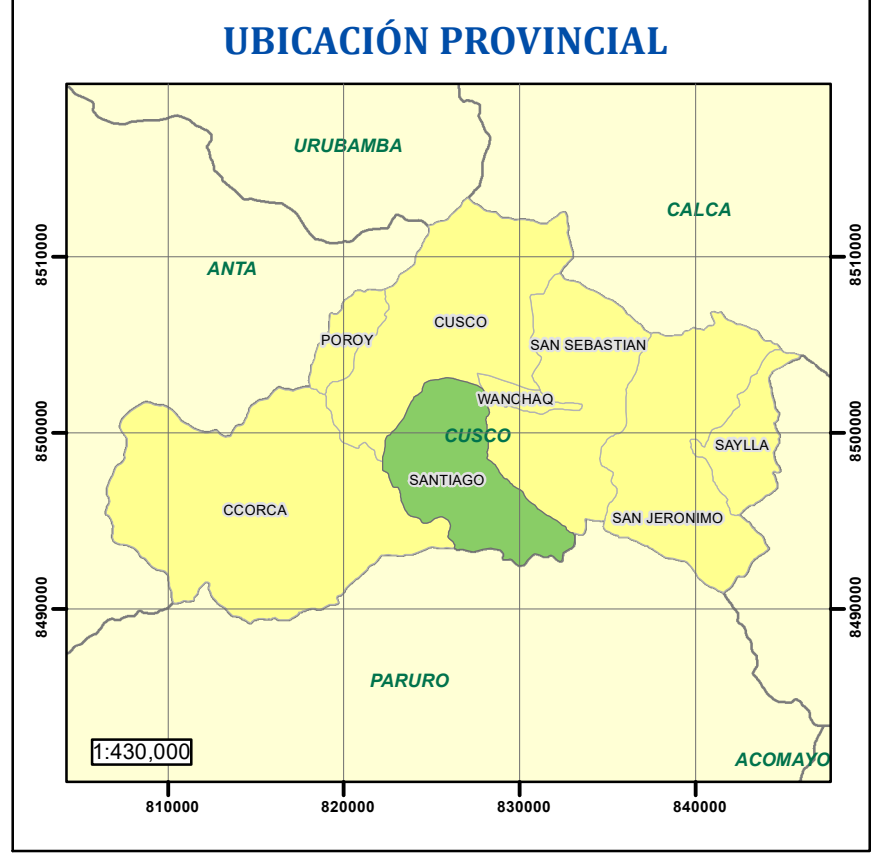 UBICACIÓN PROVINCIAL
URUBAMBA
CALCA
8510000
8510000
ANTA
CUSCO
POROY
SAN SEBASTIAN
WANCHAQ
8500000
CUSCO
8500000
SAYLLA
SANTIAGO
CCORCA
SAN JERONIMO
8490000
8490000
PARURO
1:430,000
ACOMAYO
810000
820000
830000
840000